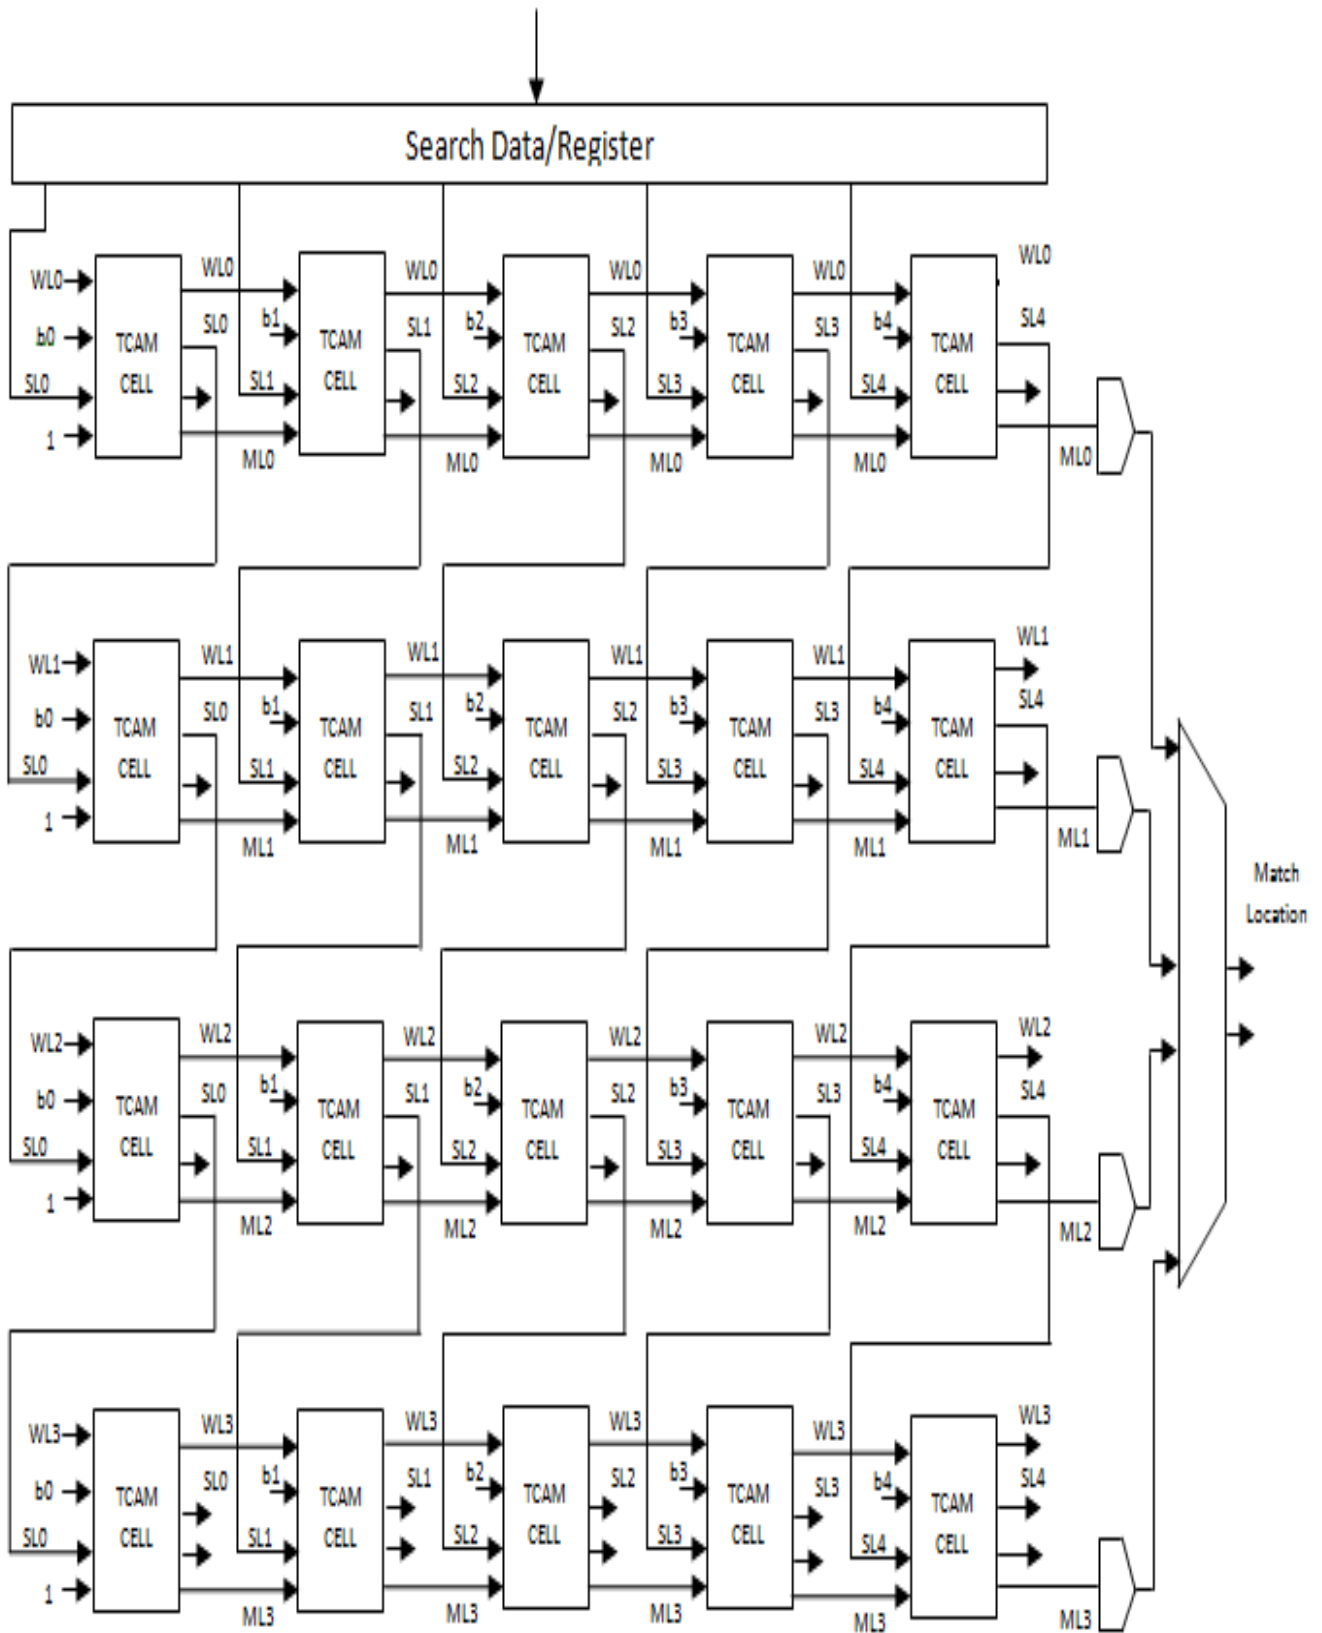 Search Data/Register
WL0 WL0 WL0 WL0 WL0 WL0
b0 SL0 b1 SL1 b2 SL2 b3 SL3 b4 SL4
TCAM TCAM TCAM TCAM TCAM
CELL CELL CELL CELL CELL
SL0 SL1 SL2 SL3 SL4
1 ML0 ML0 ML0 ML0 ML0
WL1 WL1 WL1 WL1 WL1 WL1
b0 SL0 b1 SL1 b2 SL2 b3 SL3 b4 SL4
TCAM TCAM TCAM TCAM TCAM
CELL CELL CELL CELL CELL
SL0 SL1 SL2 SL3 SL4
1 ML1 ML1 ML1 ML1 ML1
Match
Location
WL2 WL2 WL2 WL2 WL2 WL2
b0 SL0 b1 SL1 b2 SL2 b3 SL3 b4 SL4
TCAM TCAM TCAM TCAM TCAM
CELL CELL CELL CELL CELL
SL0 SL1 SL2 SL3 SL4
1 ML2 ML2 ML2 ML2 ML2
WL3 WL3 WL3 WL3 WL3 WL3
b0 SL0 b1 SL1 b2 SL2 b3 SL3 b4 SL4
TCAM TCAM TCAM TCAM TCAM
CELL CELL CELL CELL CELL
SL0 SL1 SL2 SL3 SL4
1 ML3 ML3 ML3 ML3 ML3